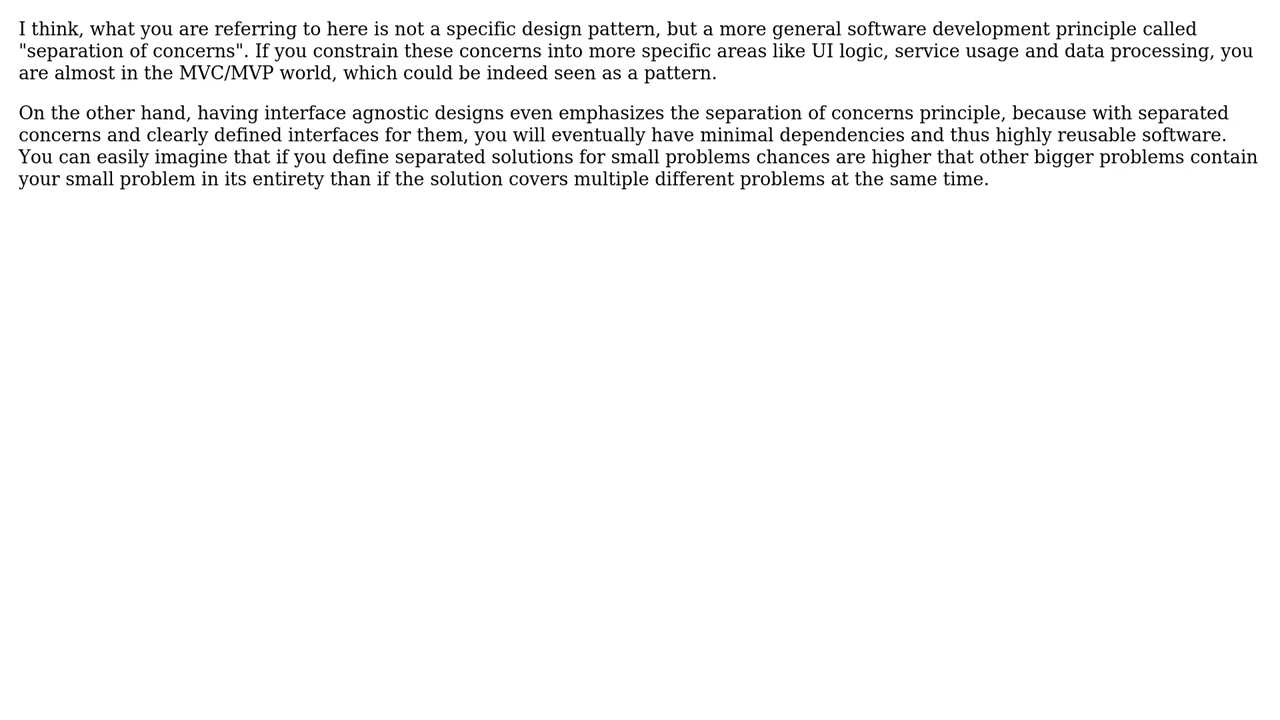 I think, what you are referring to here is not a specific design pattern, but a more general software development principle called
"separation of concerns". If you constrain these concerns into more specific areas like UI logic, service usage and data processing, you
are almost in the MVC/MVP world, which could be indeed seen as a pattern.
On the other hand, having interface agnostic designs even emphasizes the separation of concerns principle, because with separated
concerns and clearly defined interfaces for them, you will eventually have minimal dependencies and thus highly reusable software.
You can easily imagine that if you define separated solutions for small problems chances are higher that other bigger problems contain
your small problem in its entirety than if the solution covers multiple different problems at the same time.